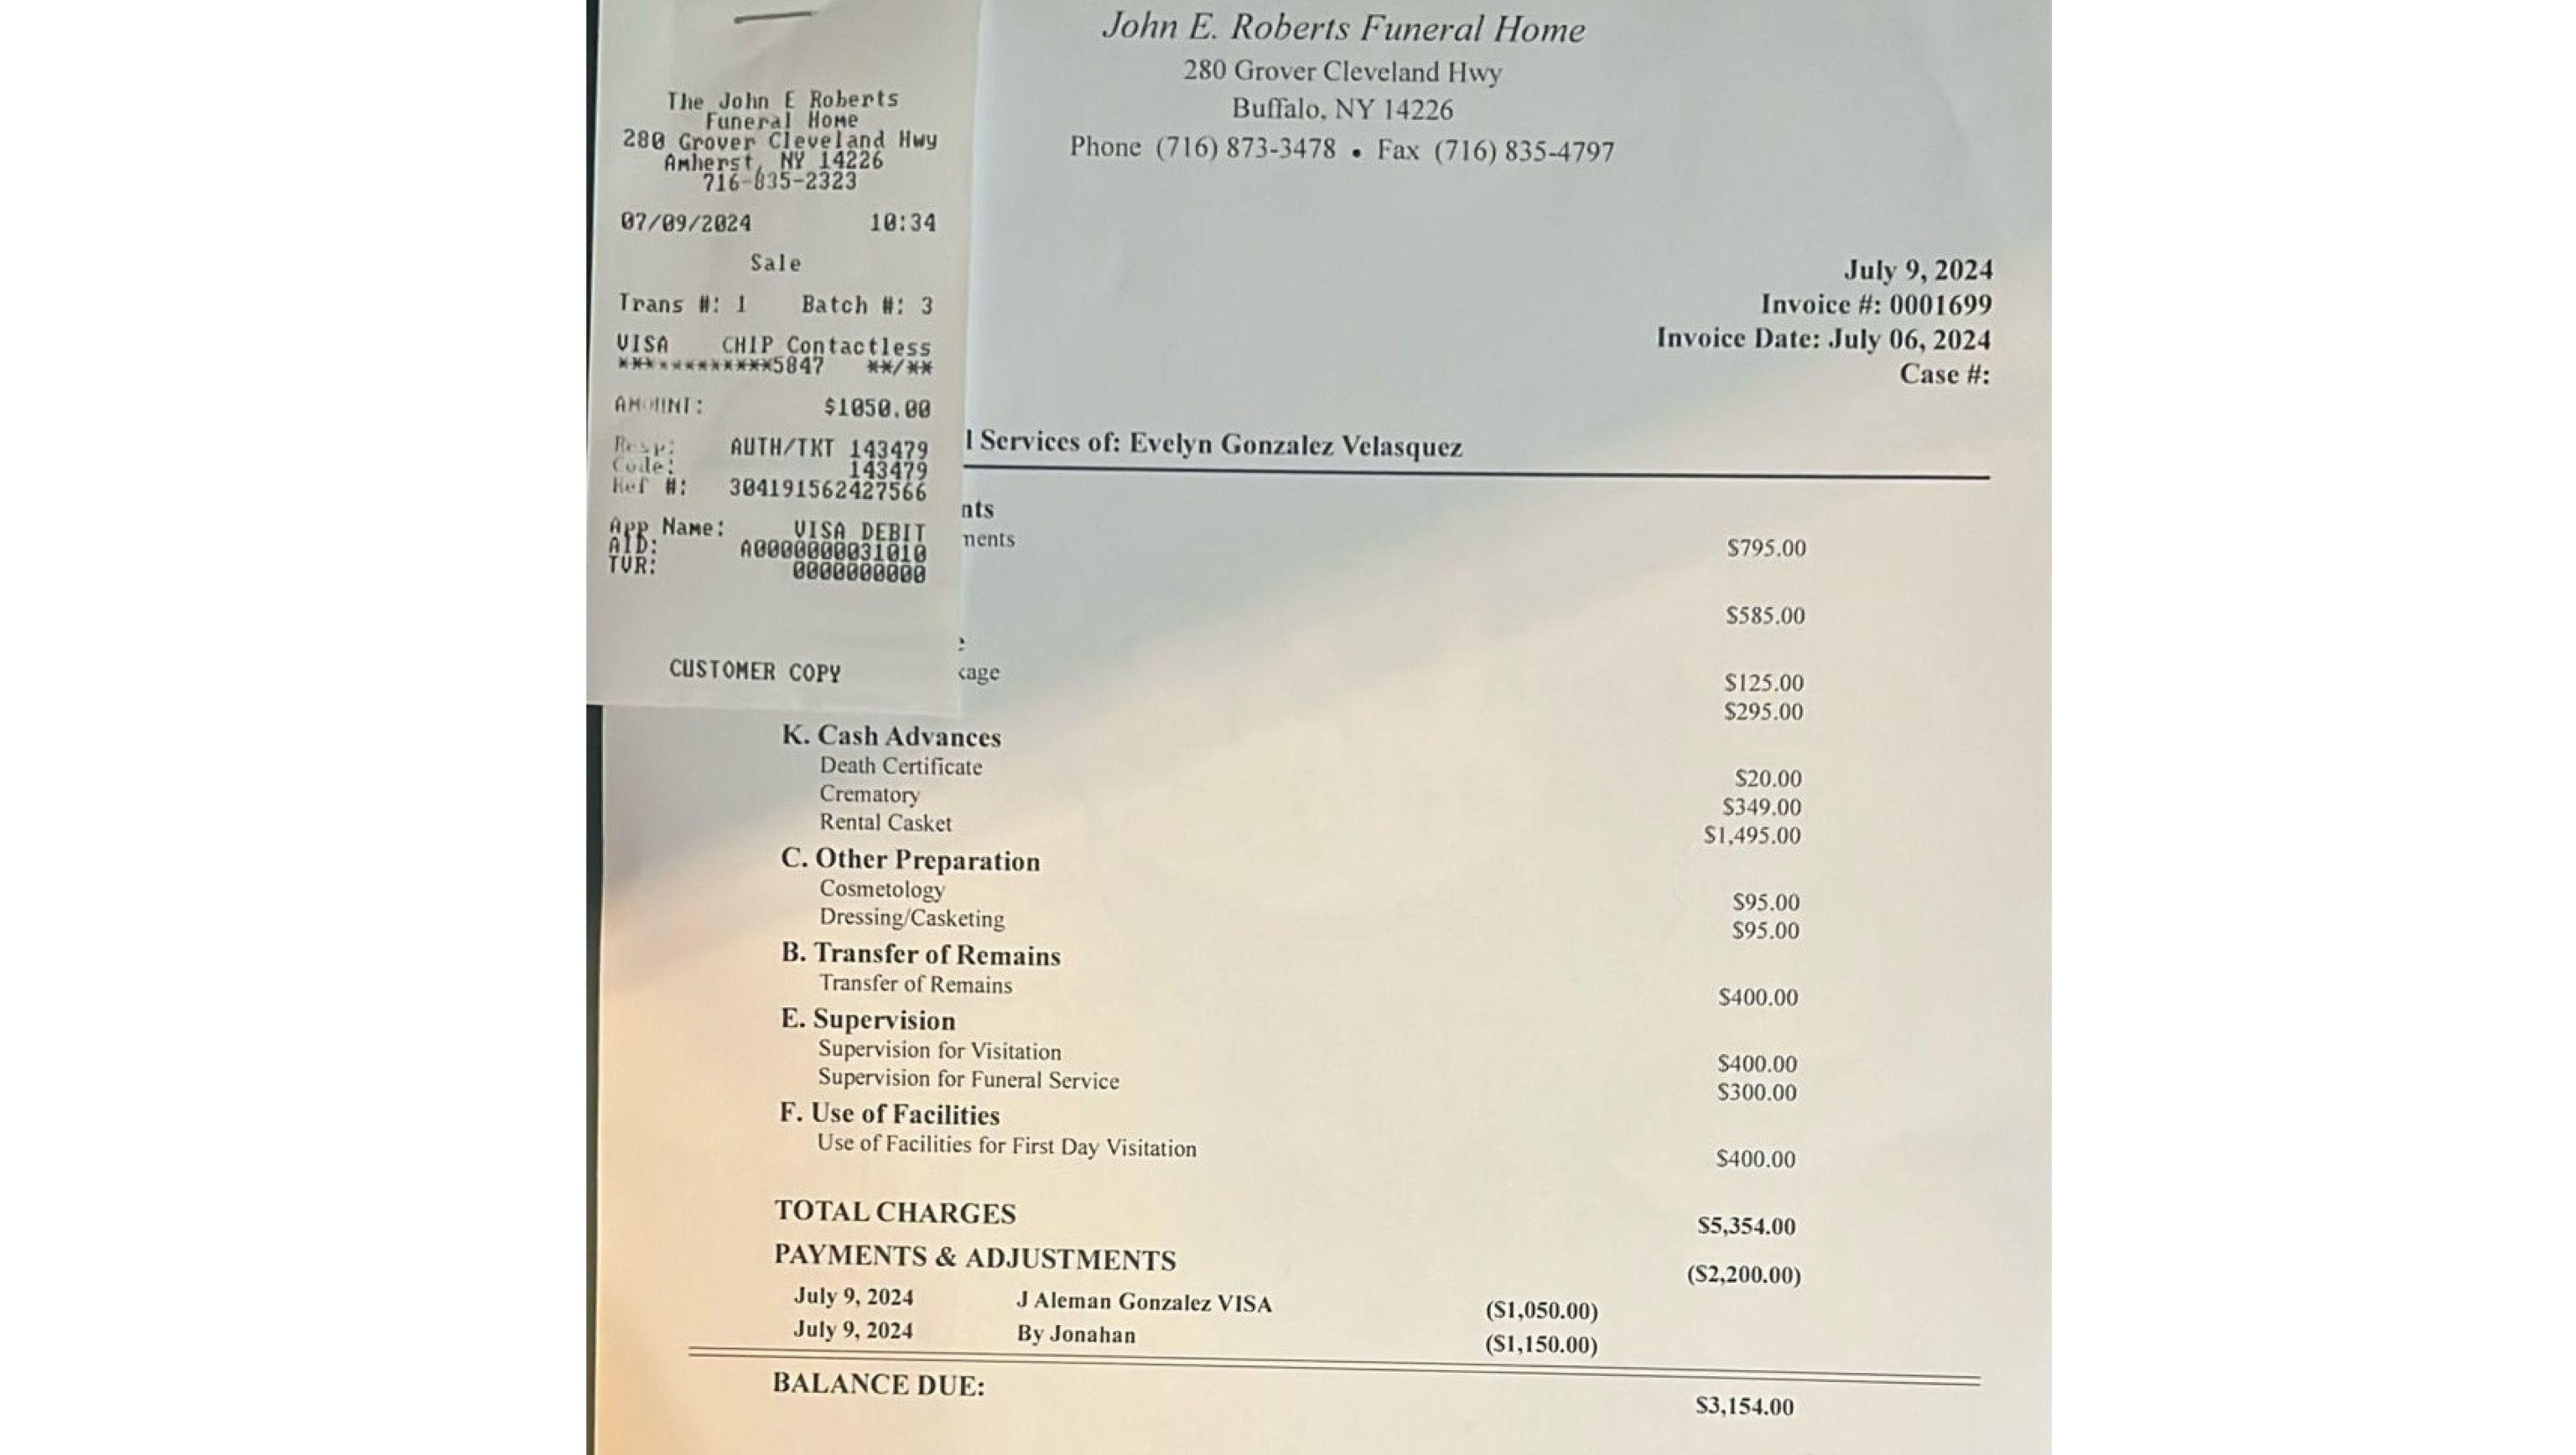 The John E Roberts
Funeral Home
280 Grover Cleveland Hwy
Amherst, NY 14226
716-835-2323
07/09/2024 10:34
Sale
Trans #: 1 Batch #: 3
VISA CHIP Contactless
************5847 **/**
AMOUNT: $1050.00
Resp: AUTH/TKT 143479
Code: 143479
Ref #: 304191562427566
App Name: VISA DEBIT
AID: A0000000031010
TVR: 0000000000
CUSTOMER COPY
John E. Roberts Funeral Home
280 Grover Cleveland Hwy
Buffalo, NY 14226
Phone (716) 873-3478 • Fax (716) 835-4797
July 9, 2024
Invoice #: 0001699
Invoice Date: July 06, 2024
Case #:
l Services of: Evelyn Gonzalez Velasquez
nts
ments
$795.00
$585.00
kage
$125.00
$295.00
K. Cash Advances
Death Certificate $20.00
Crematory $349.00
Rental Casket $1,495.00
C. Other Preparation
Cosmetology $95.00
Dressing/Casketing $95.00
B. Transfer of Remains
Transfer of Remains $400.00
E. Supervision
Supervision for Visitation $400.00
Supervision for Funeral Service $300.00
F. Use of Facilities
Use of Facilities for First Day Visitation $400.00
TOTAL CHARGES $5,354.00
PAYMENTS & ADJUSTMENTS ($2,200.00)
July 9, 2024 J Aleman Gonzalez VISA ($1,050.00)
July 9, 2024 By Jonahan ($1,150.00)
BALANCE DUE: $3,154.00